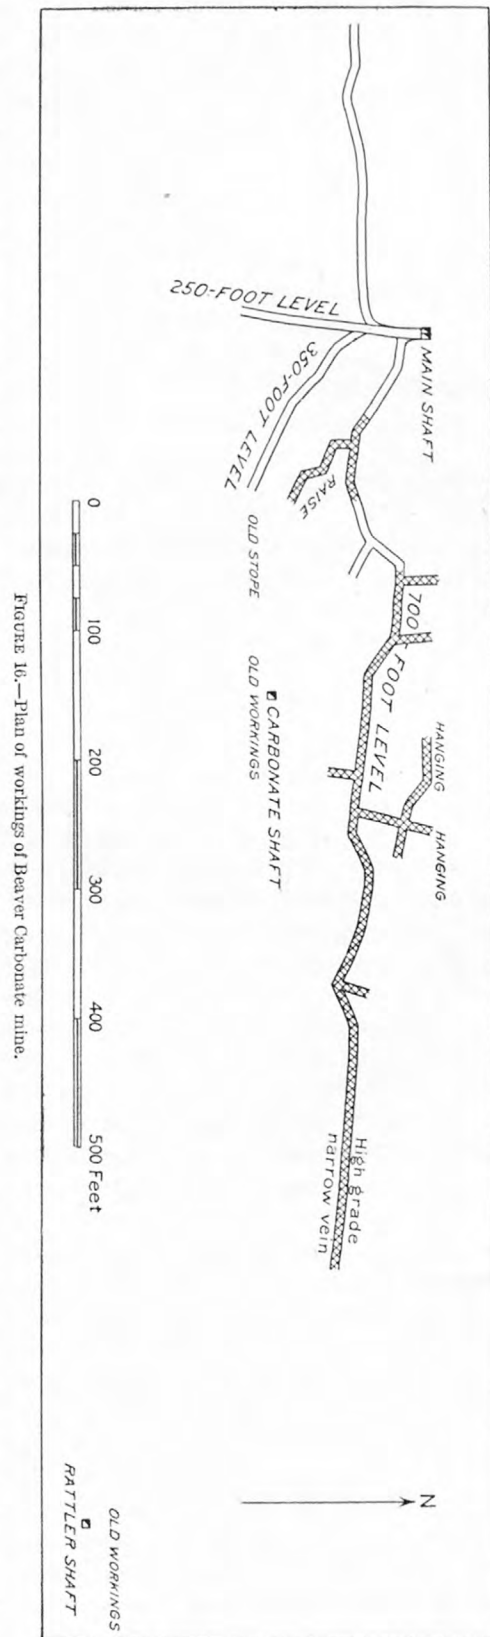 250-FOOT LEVEL
MAIN SHAFT
350-FOOT LEVEL
RAISE
OLD STOPE
700-FOOT LEVEL
HANGING
HANGING
CARBONATE SHAFT
OLD WORKINGS
High grade
narrow vein
N
OLD WORKINGS
RATTLER SHAFT
0 100 200 300 400 500 Feet
FIGURE 16.—Plan of workings of Beaver Carbonate mine.